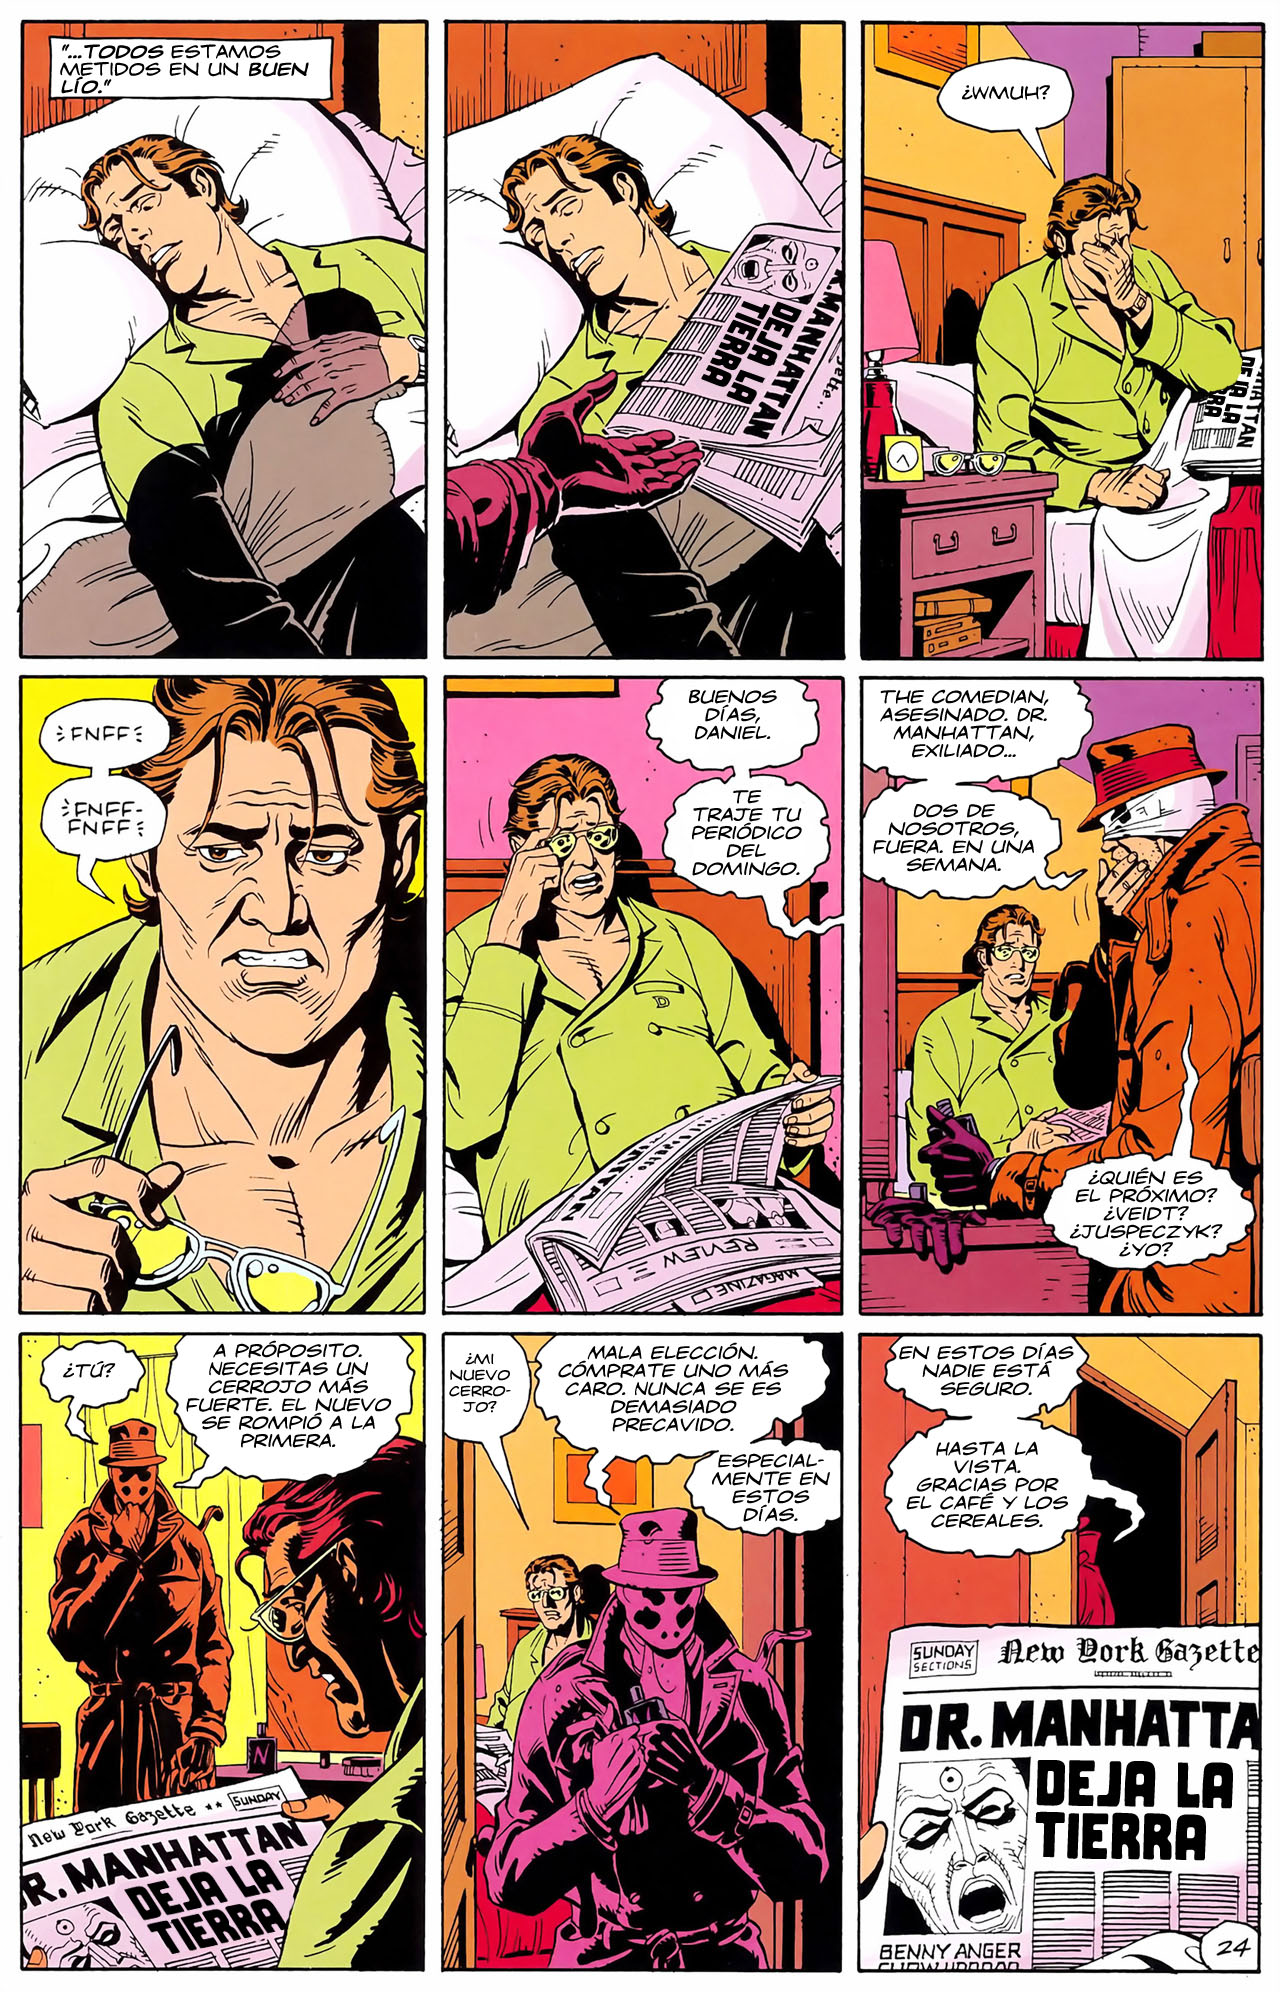 "...TODOS ESTAMOS
METIDOS EN UN BUEN
LÍO."
DR. MANHATTAN
DEJA LA
TIERRA
¿WMUH?
HATTAN
DEJA LA
RRA
FNFF
FNFF-
FNFF
BUENOS
DÍAS,
DANIEL.
TE
TRAJE TU
PERIÓDICO
DEL
DOMINGO.
D
REVIEW
MAGAZINE
THE COMEDIAN,
ASESINADO. DR.
MANHATTAN,
EXILIADO...
DOS DE
NOSOTROS,
FUERA. EN UNA
SEMANA.
¿QUIÉN ES
EL PRÓXIMO?
¿VEIDT?
¿JUSPECZYK?
¿YO?
¿TÚ?
A PRÓPOSITO.
NECESITAS UN
CERROJO MÁS
FUERTE. EL NUEVO
SE ROMPIÓ A LA
PRIMERA.
N
New York Gazette ** SUNDAY
DR. MANHATTAN
DEJA LA
TIERRA
¿MI
NUEVO
CERRO-
JO?
MALA ELECCIÓN.
CÓMPRATE UNO MÁS
CARO. NUNCA SE ES
DEMASIADO
PRECAVIDO.
ESPECIAL-
MENTE EN
ESTOS
DÍAS.
EN ESTOS DÍAS
NADIE ESTÁ
SEGURO.
HASTA LA
VISTA.
GRACIAS POR
EL CAFÉ Y LOS
CEREALES.
SUNDAY
SECTIONS
New York Gazette
DR. MANHATTA
DEJA LA
TIERRA
BENNY ANGER
24